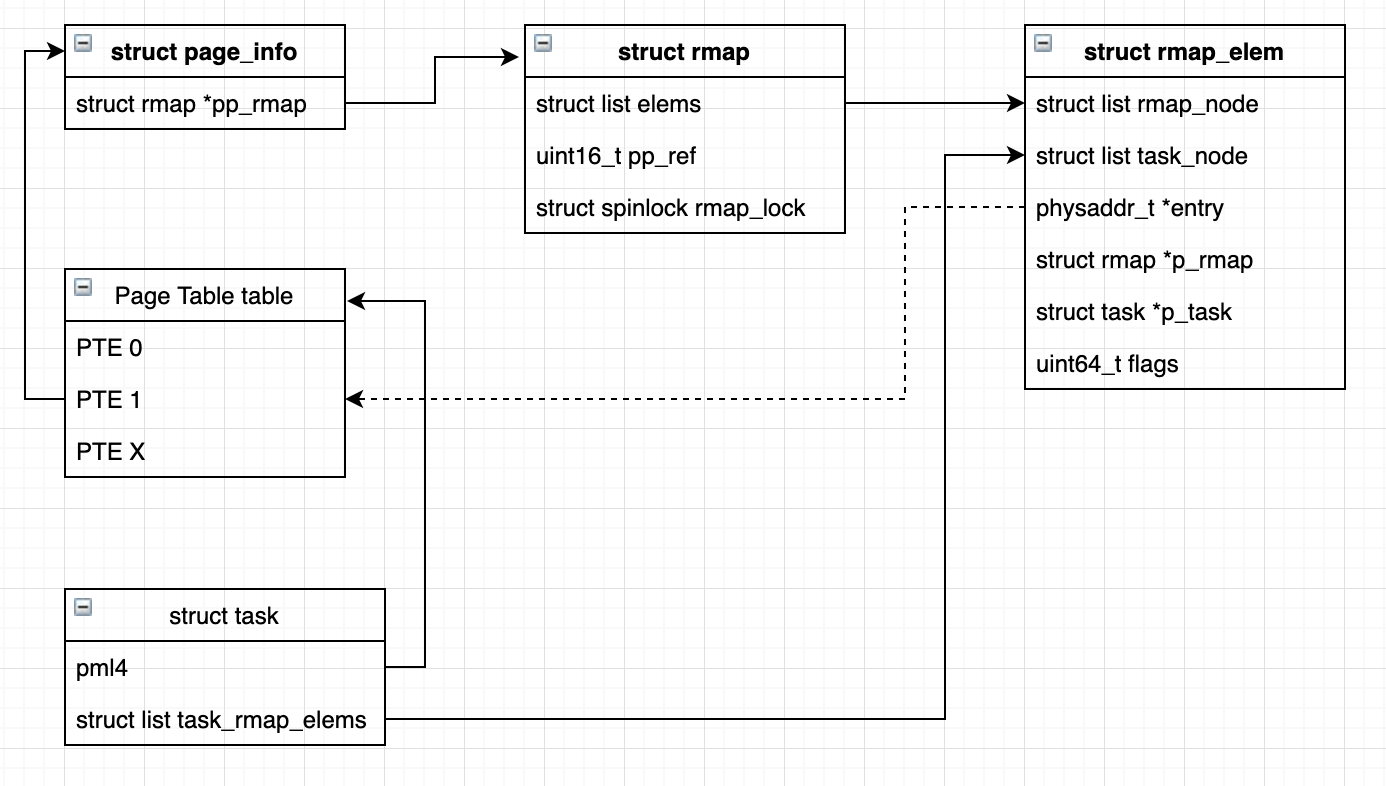 struct page_info
struct rmap *pp_rmap
struct rmap
struct list elems
uint16_t pp_ref
struct spinlock rmap_lock
struct rmap_elem
struct list rmap_node
struct list task_node
physaddr_t *entry
struct rmap *p_rmap
struct task *p_task
uint64_t flags
Page Table table
PTE 0
PTE 1
PTE X
struct task
pml4
struct list task_rmap_elems